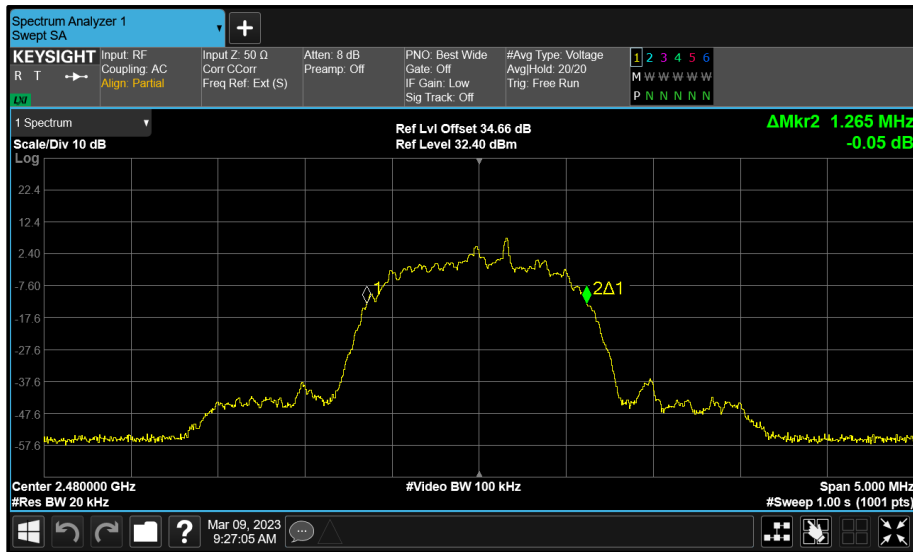 Spectrum Analyzer 1
Swept SA
KEYSIGHT
R T
LXI
Input: RF
Coupling: AC
Align: Partial
Input Z: 50 Ω
Corr CCorr
Freq Ref: Ext (S)
Atten: 8 dB
Preamp: Off
PNO: Best Wide
Gate: Off
IF Gain: Low
Sig Track: Off
#Avg Type: Voltage
Avg|Hold: 20/20
Trig: Free Run
1 2 3 4 5 6
M W W W W W
P N N N N N
1 Spectrum
Scale/Div 10 dB
Ref Lvl Offset 34.66 dB
Ref Level 32.40 dBm
ΔMkr2 1.265 MHz
-0.05 dB
Log
22.4
12.4
2.40
-7.60
-17.6
-27.6
-37.6
-47.6
-57.6
1
2Δ1
Center 2.480000 GHz
#Res BW 20 kHz
#Video BW 100 kHz
Span 5.000 MHz
#Sweep 1.00 s (1001 pts)
Mar 09, 2023
9:27:05 AM